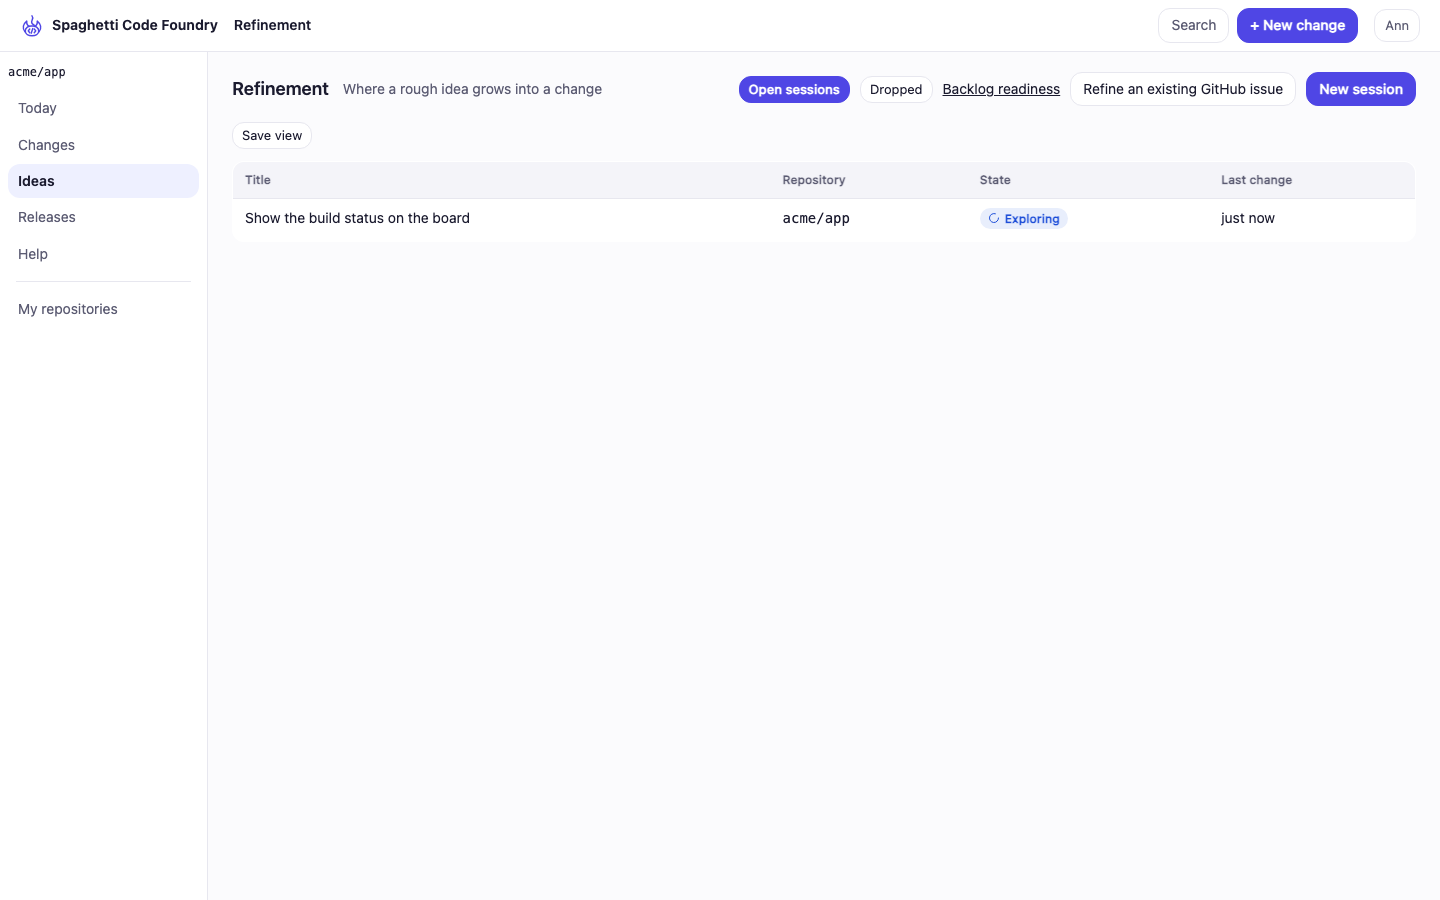 Spaghetti Code Foundry Refinement Search + New change Ann
acme/app
Today
Changes
Ideas
Releases
Help
My repositories
Refinement Where a rough idea grows into a change Open sessions Dropped Backlog readiness Refine an existing GitHub issue New session
Save view
Title Repository State Last change
Show the build status on the board acme/app Exploring just now